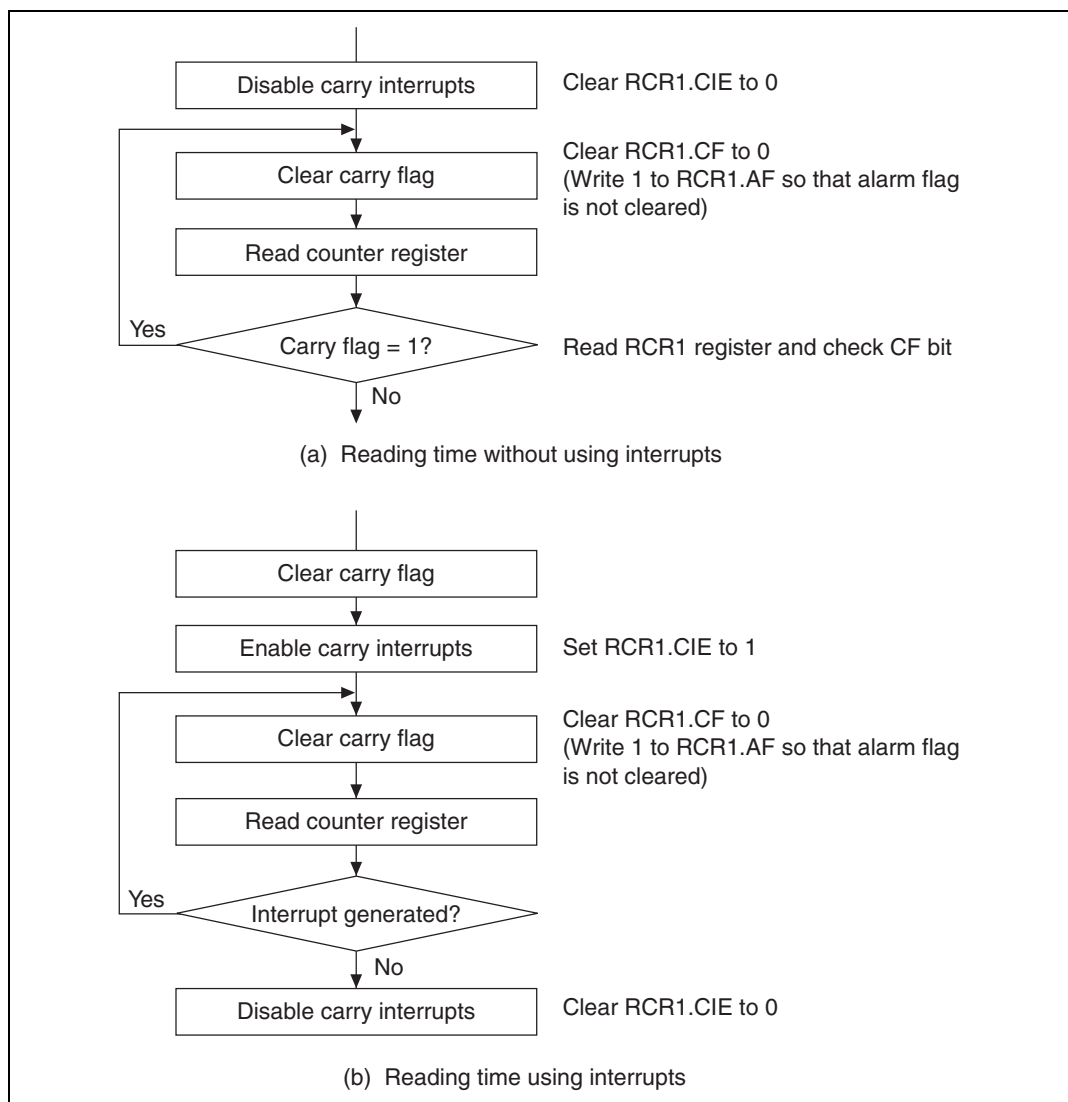 Disable carry interrupts
Clear RCR1.CIE to 0
Clear carry flag
Clear RCR1.CF to 0
(Write 1 to RCR1.AF so that alarm flag
is not cleared)
Read counter register
Yes
Carry flag = 1?
Read RCR1 register and check CF bit
No
(a) Reading time without using interrupts
Clear carry flag
Enable carry interrupts
Set RCR1.CIE to 1
Clear carry flag
Clear RCR1.CF to 0
(Write 1 to RCR1.AF so that alarm flag
is not cleared)
Read counter register
Yes
Interrupt generated?
No
Disable carry interrupts
Clear RCR1.CIE to 0
(b) Reading time using interrupts